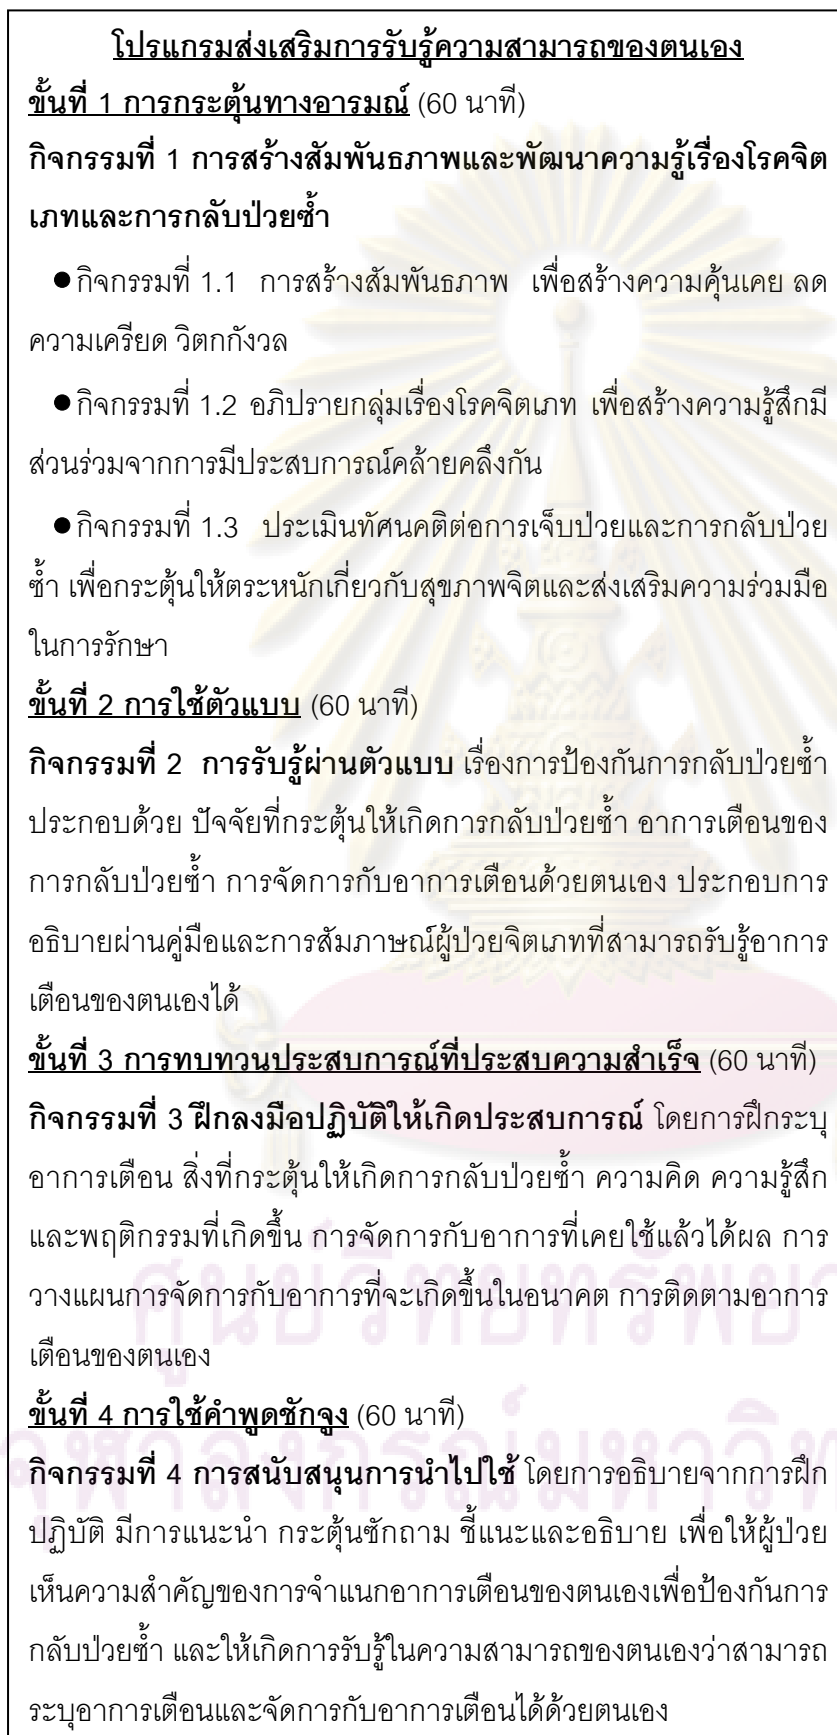 โปรแกรมส่งเสริมการรับรู้ความสามารถของตนเอง
ขั้นที่ 1 การกระตุ้นทางอารมณ์ (60 นาที)
กิจกรรมที่ 1 การสร้างสัมพันธภาพและพัฒนาความรู้เรื่องโรคจิต
เภทและการกลับป่วยซ้ำ
●กิจกรรมที่ 1.1 การสร้างสัมพันธภาพ เพื่อสร้างความคุ้นเคย ลด
ความเครียด วิตกกังวล
●กิจกรรมที่ 1.2 อภิปรายกลุ่มเรื่องโรคจิตเภท เพื่อสร้างความรู้สึกมี
ส่วนร่วมจากการมีประสบการณ์คล้ายคลึงกัน
●กิจกรรมที่ 1.3 ประเมินทัศนคติต่อการเจ็บป่วยและการกลับป่วย
ซ้ำ เพื่อกระตุ้นให้ตระหนักเกี่ยวกับสุขภาพจิตและส่งเสริมความร่วมมือ
ในการรักษา
ขั้นที่ 2 การใช้ตัวแบบ (60 นาที)
กิจกรรมที่ 2 การรับรู้ผ่านตัวแบบ เรื่องการป้องกันการกลับป่วยซ้ำ
ประกอบด้วย ปัจจัยที่กระตุ้นให้เกิดการกลับป่วยซ้ำ อาการเตือนของ
การกลับป่วยซ้ำ การจัดการกับอาการเตือนด้วยตนเอง ประกอบการ
อธิบายผ่านคู่มือและการสัมภาษณ์ผู้ป่วยจิตเภทที่สามารถรับรู้อาการ
เตือนของตนเองได้
ขั้นที่ 3 การทบทวนประสบการณ์ที่ประสบความสำเร็จ (60 นาที)
กิจกรรมที่ 3 ฝึกลงมือปฏิบัติให้เกิดประสบการณ์ โดยการฝึกระบุ
อาการเตือน สิ่งที่กระตุ้นให้เกิดการกลับป่วยซ้ำ ความคิด ความรู้สึก
และพฤติกรรมที่เกิดขึ้น การจัดการกับอาการที่เคยใช้แล้วได้ผล การ
วางแผนการจัดการกับอาการที่จะเกิดขึ้นในอนาคต การติดตามอาการ
เตือนของตนเอง
ขั้นที่ 4 การใช้คำพูดชักจูง (60 นาที)
กิจกรรมที่ 4 การสนับสนุนการนำไปใช้ โดยการอธิบายจากการฝึก
ปฏิบัติ มีการแนะนำ กระตุ้นซักถาม ชี้แนะและอธิบาย เพื่อให้ผู้ป่วย
เห็นความสำคัญของการจำแนกอาการเตือนของตนเองเพื่อป้องกันการ
กลับป่วยซ้ำ และให้เกิดการรับรู้ในความสามารถของตนเองว่าสามารถ
ระบุอาการเตือนและจัดการกับอาการเตือนได้ด้วยตนเอง